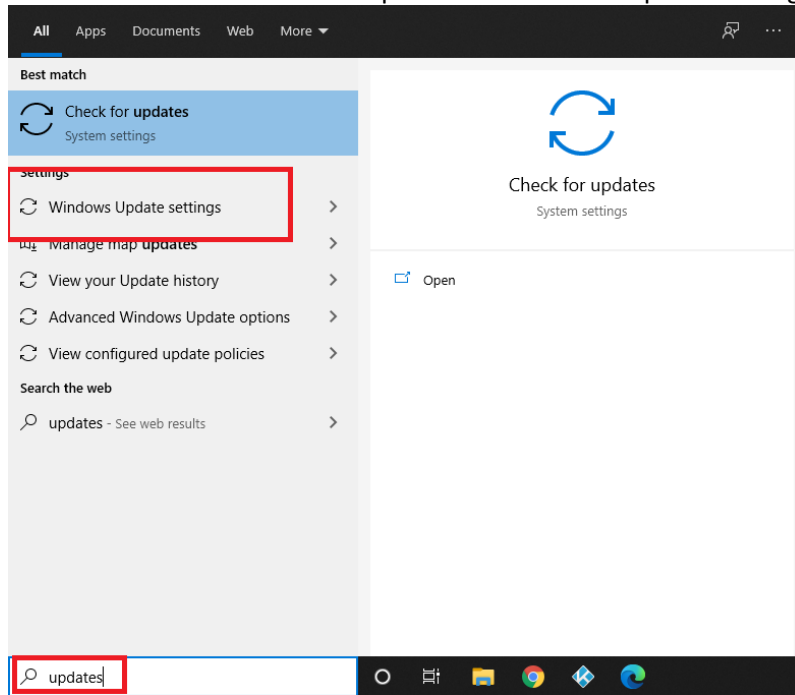 All Apps Documents Web More
Best match
Check for updates
System settings
Settings
Windows Update settings
Manage map updates
View your Update history
Advanced Windows Update options
View configured update policies
Search the web
updates - See web results
Check for updates
System settings
Open
updates